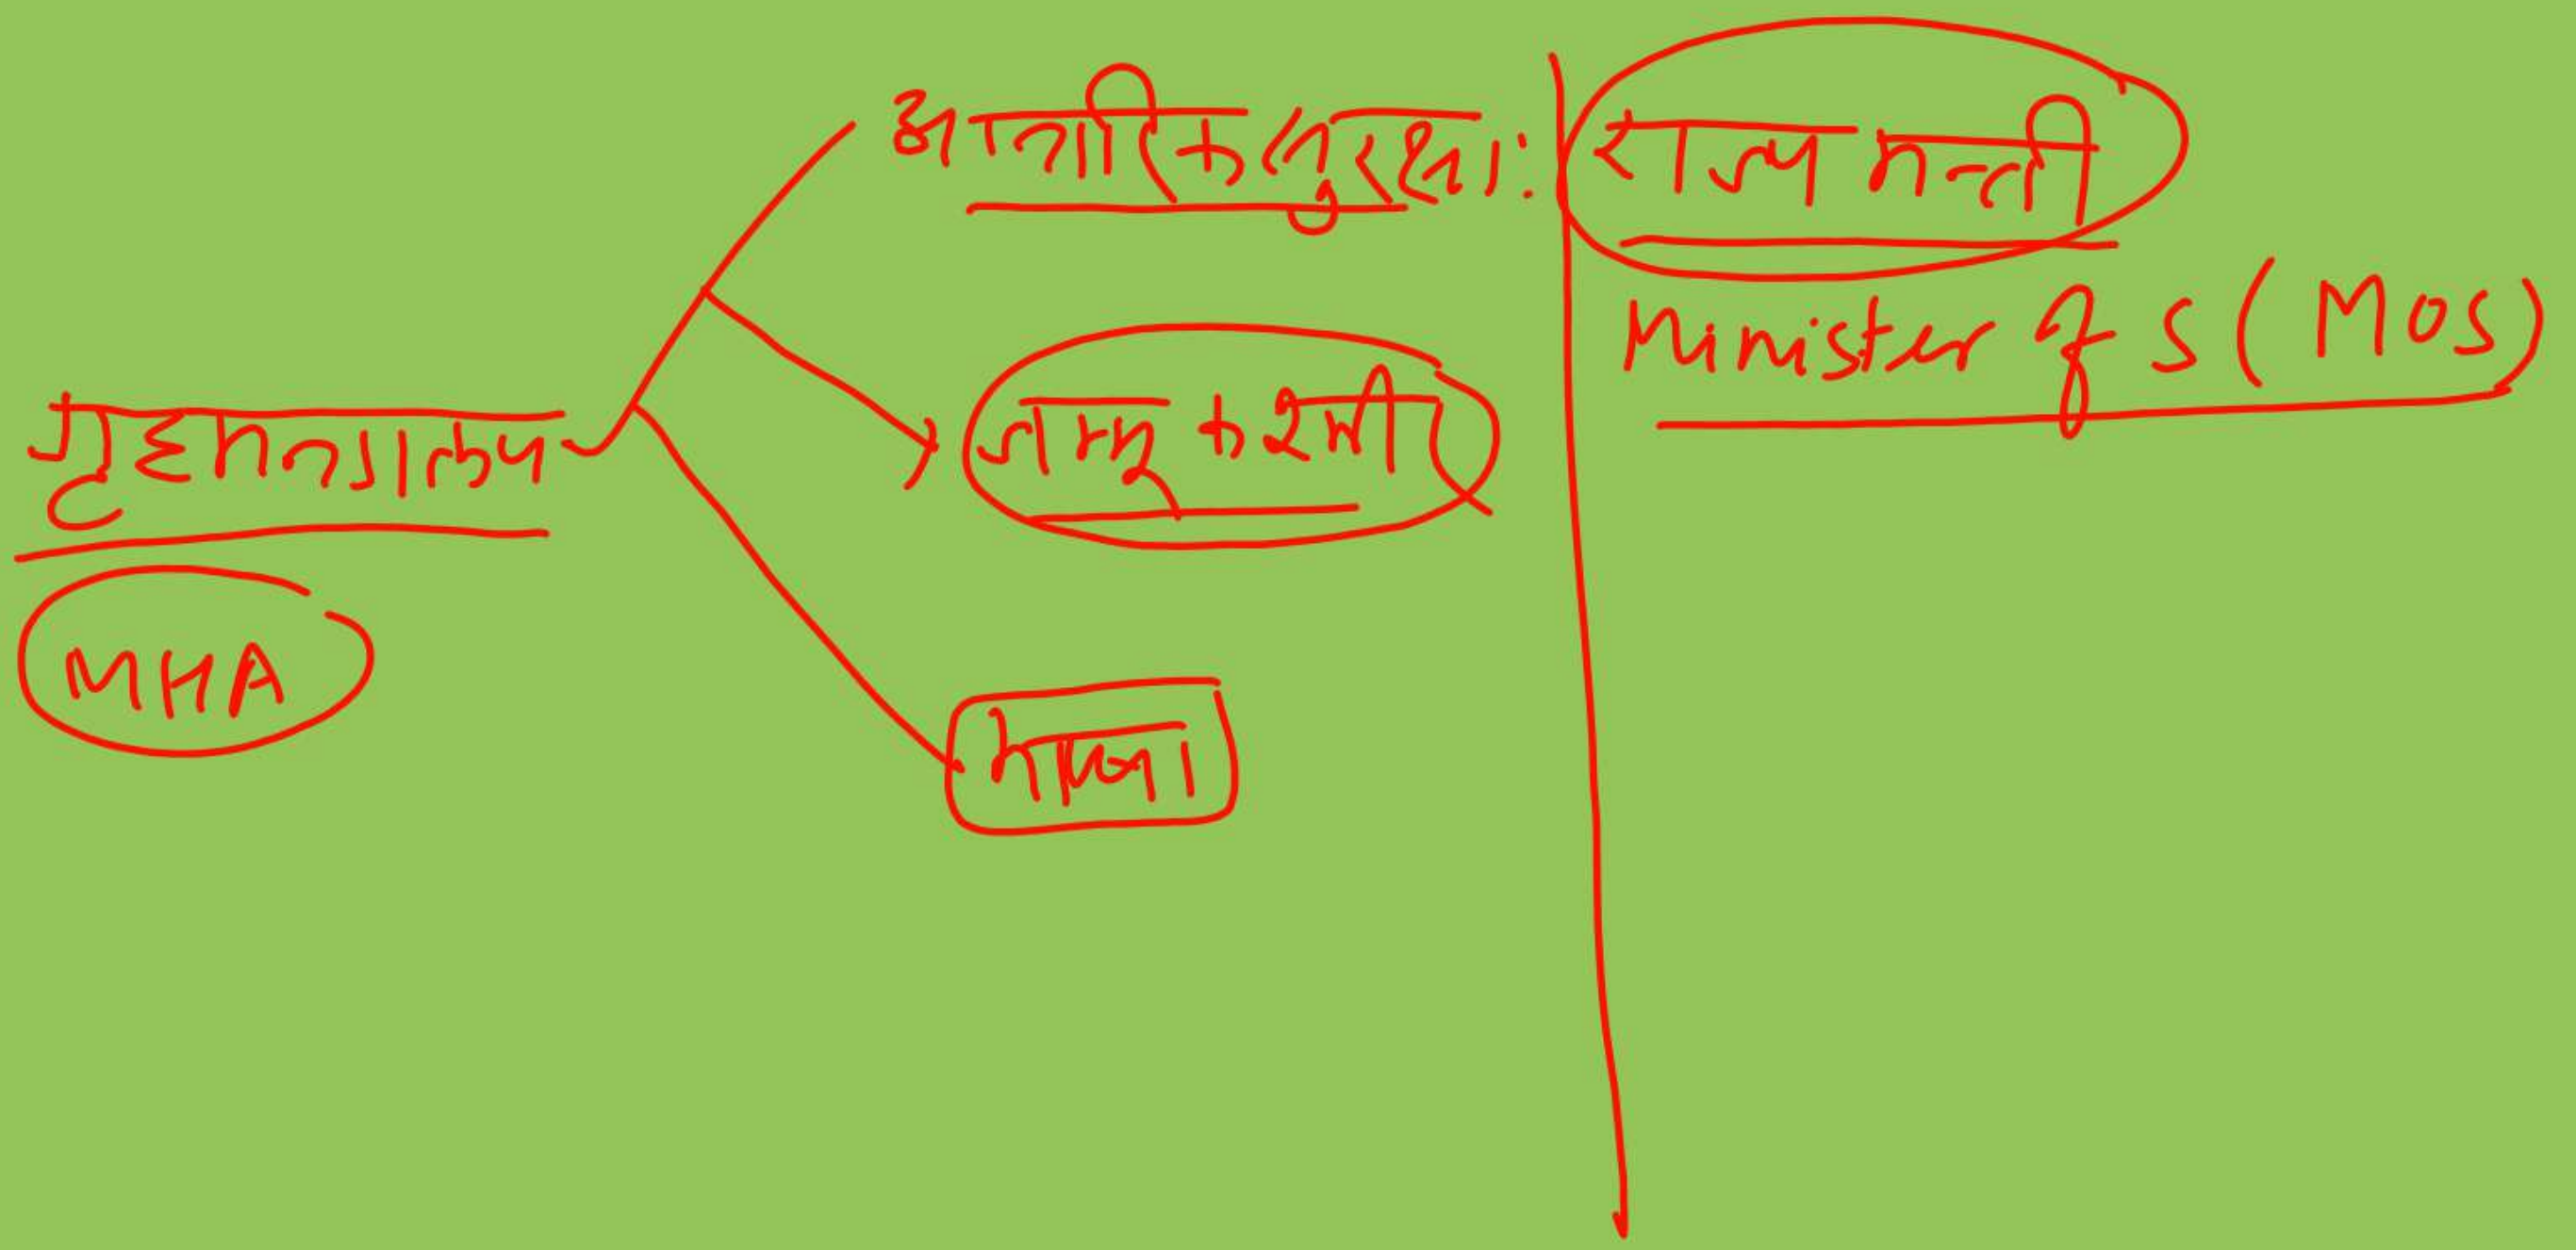 आन्तरिक सुरक्षा:
राज्य मन्त्री
Minister of S (MOS)
जम्मू कश्मीर
गृहमन्त्रालय
MHA